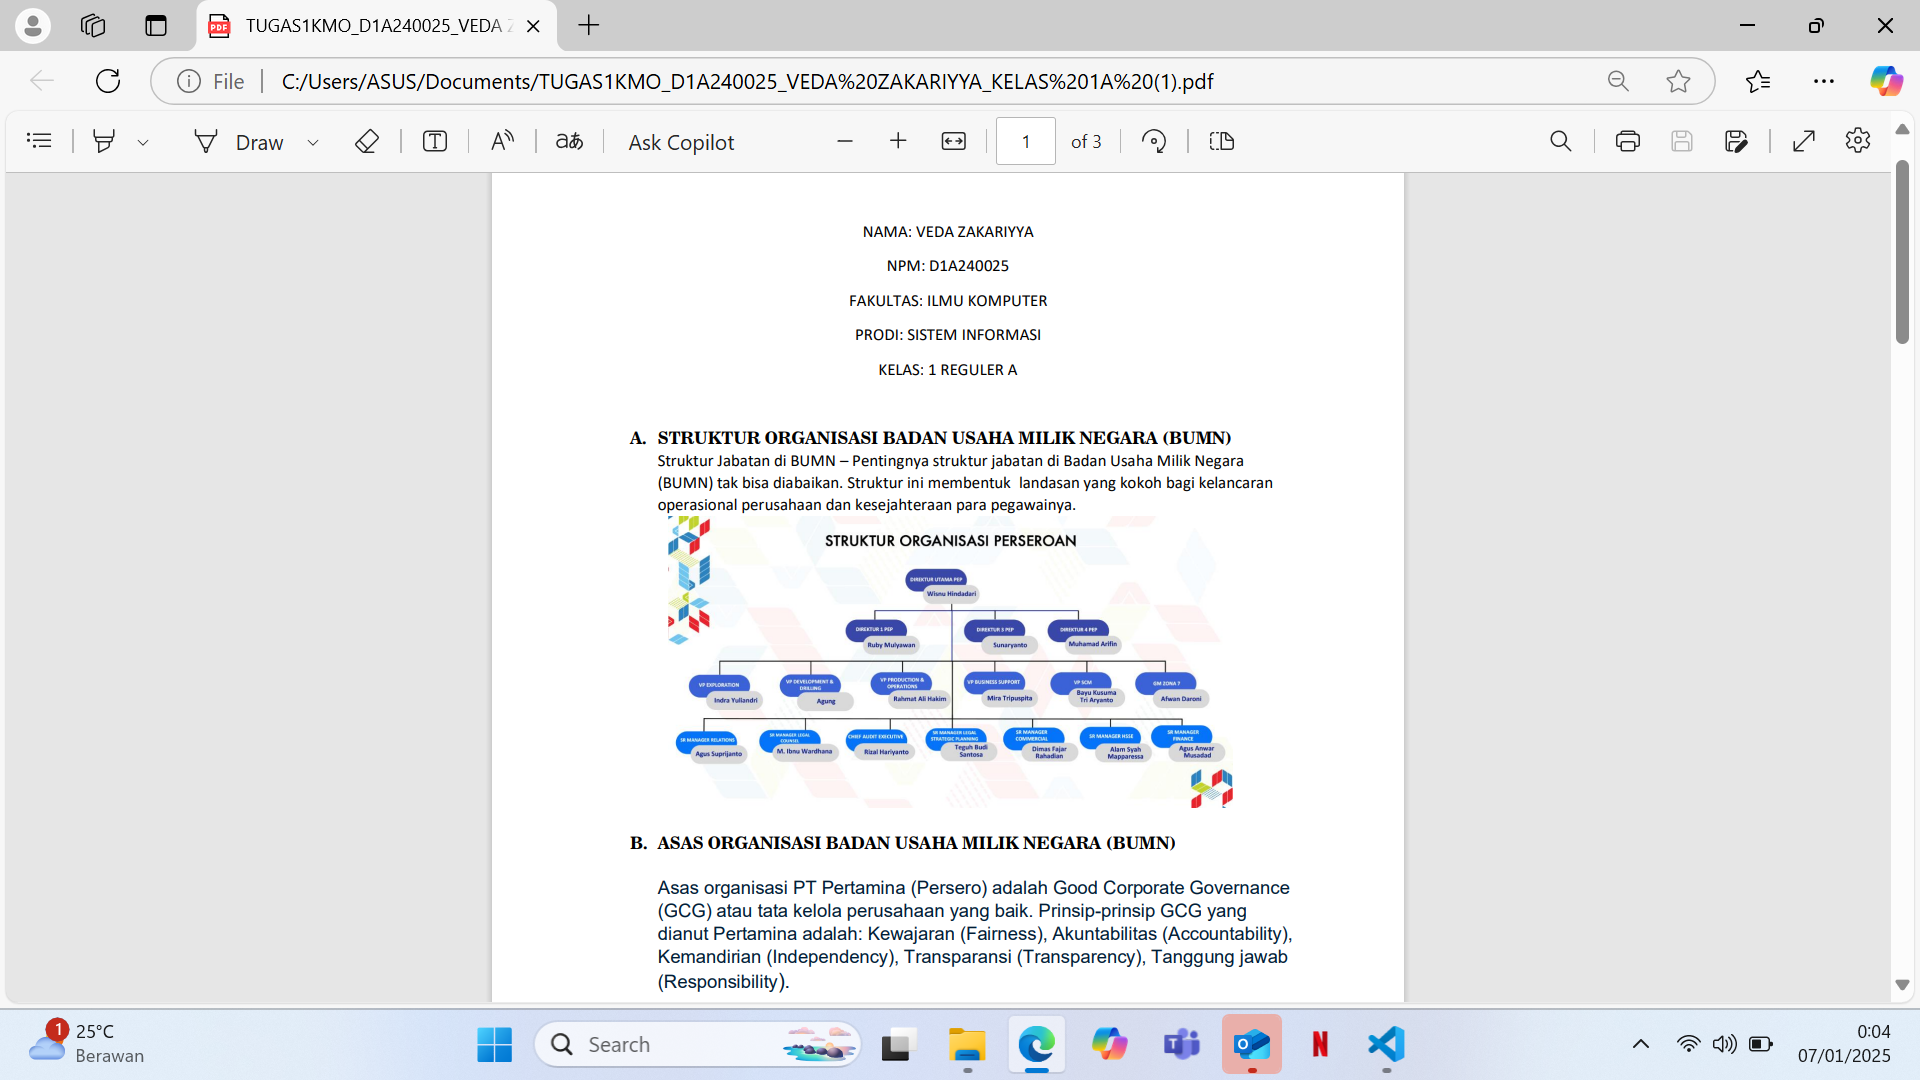 TUGAS1KMO_D1A240025_VEDA Z
File
C:/Users/ASUS/Documents/TUGAS1KMO_D1A240025_VEDA%20ZAKARIYYA_KELAS%201A%20(1).pdf
Draw
Ask Copilot
1 of 3
NAMA: VEDA ZAKARIYYA
NPM: D1A240025
FAKULTAS: ILMU KOMPUTER
PRODI: SISTEM INFORMASI
KELAS: 1 REGULER A
A. STRUKTUR ORGANISASI BADAN USAHA MILIK NEGARA (BUMN)
Struktur Jabatan di BUMN – Pentingnya struktur jabatan di Badan Usaha Milik Negara
(BUMN) tak bisa diabaikan. Struktur ini membentuk landasan yang kokoh bagi kelancaran
operasional perusahaan dan kesejahteraan para pegawainya.
STRUKTUR ORGANISASI PERSEROAN
DIREKTUR UTAMA PEP
Wisnu Hindadari
DIREKTUR 1 PEP
Ruby Mulyawan
DIREKTUR 3 PEP
Sunaryanto
DIREKTUR 4 PEP
Muhamad Arifin
VP EXPLORATION
Indra Yuliandri
VP DEVELOPMENT &
DRILLING
Agung
VP PRODUCTION &
OPERATIONS
Rahmat Ali Hakim
VP BUSINESS SUPPORT
Mira Tripuspita
VP SCM
Bayu Kusuma
Tri Aryanto
GM ZONA 7
Afwan Daroni
SR MANAGER RELATIONS
Agus Suprijanto
SR MANAGER LEGAL
COUNSEL
M. Ibnu Wardhana
CHIEF AUDIT EXECUTIVE
Rizal Hariyanto
SR MANAGER LEGAL
STRATEGIC PLANNING
Teguh Budi
Santosa
SR MANAGER
COMMERCIAL
Dimas Fajar
Rahadian
SR MANAGER HSSE
Alam Syah
Mapparessa
SR MANAGER
FINANCE
Agus Anwar
Musadad
B. ASAS ORGANISASI BADAN USAHA MILIK NEGARA (BUMN)
Asas organisasi PT Pertamina (Persero) adalah Good Corporate Governance
(GCG) atau tata kelola perusahaan yang baik. Prinsip-prinsip GCG yang
dianut Pertamina adalah: Kewajaran (Fairness), Akuntabilitas (Accountability),
Kemandirian (Independency), Transparansi (Transparency), Tanggung jawab
(Responsibility).
1
25°C
Berawan
Search
0:04
07/01/2025